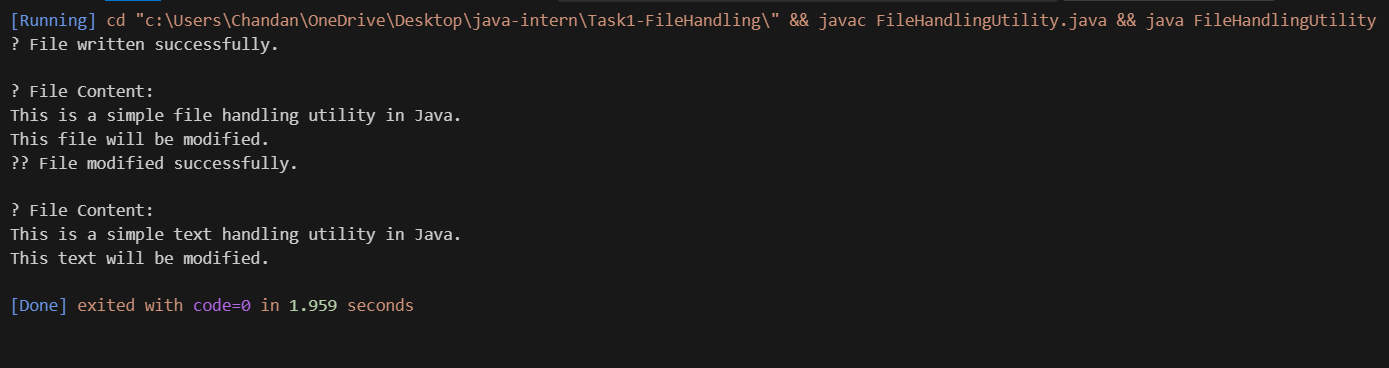 [Running] cd "c:\Users\Chandan\OneDrive\Desktop\java-intern\Task1-FileHandling\" && javac FileHandlingUtility.java && java FileHandlingUtility
? File written successfully.
? File Content:
This is a simple file handling utility in Java.
This file will be modified.
?? File modified successfully.
? File Content:
This is a simple text handling utility in Java.
This text will be modified.
[Done] exited with code=0 in 1.959 seconds